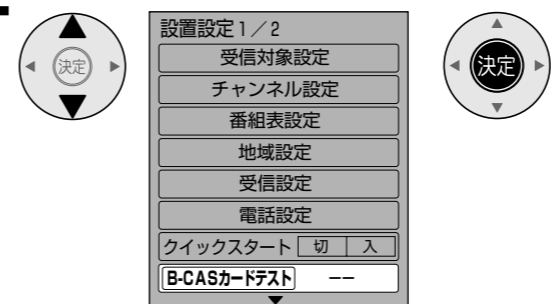 決定
設置設定1/2
受信対象設定
チャンネル設定
番組表設定
地域設定
受信設定
電話設定
クイックスタート 切 入
B-CASカードテスト −−
決定